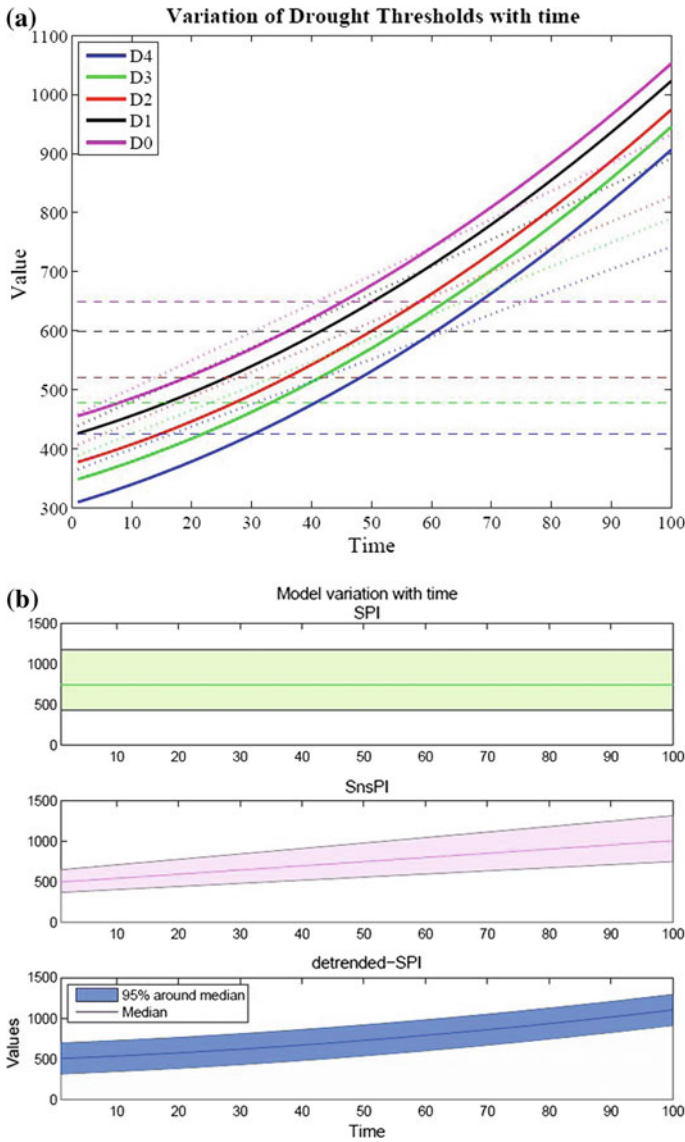 (a)
Variation of Drought Thresholds with time
1100
1000
900
800
700
600
500
400
300
Value
D4
D3
D2
D1
D0
0 10 20 30 40 50 60 70 80 90 100
Time
(b)
Model variation with time
SPI
1500
1000
500
0
10 20 30 40 50 60 70 80 90 100
SnsPI
1500
1000
500
0
10 20 30 40 50 60 70 80 90 100
detrended-SPI
1500
1000
500
0
Values
95% around median
Median
10 20 30 40 50 60 70 80 90 100
Time